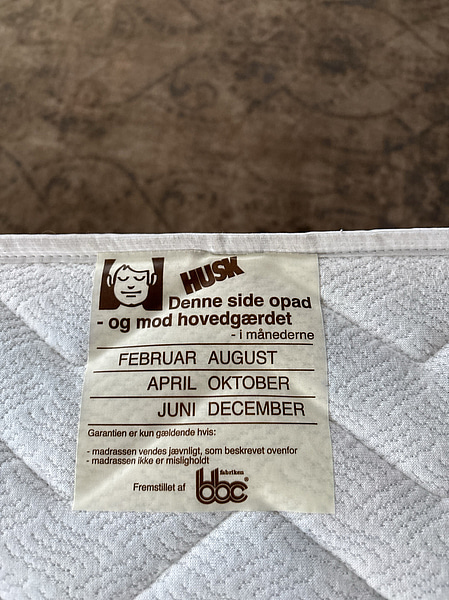 HUSK
Denne side opad
- og mod hovedgærdet
- i månederne
FEBRUAR AUGUST
APRIL OKTOBER
JUNI DECEMBER
Garantien er kun gældende hvis:
- madrassen vendes jævnligt, som beskrevet ovenfor
- madrassen ikke er misligholdt
Fremstillet af fabrikken
bbc®